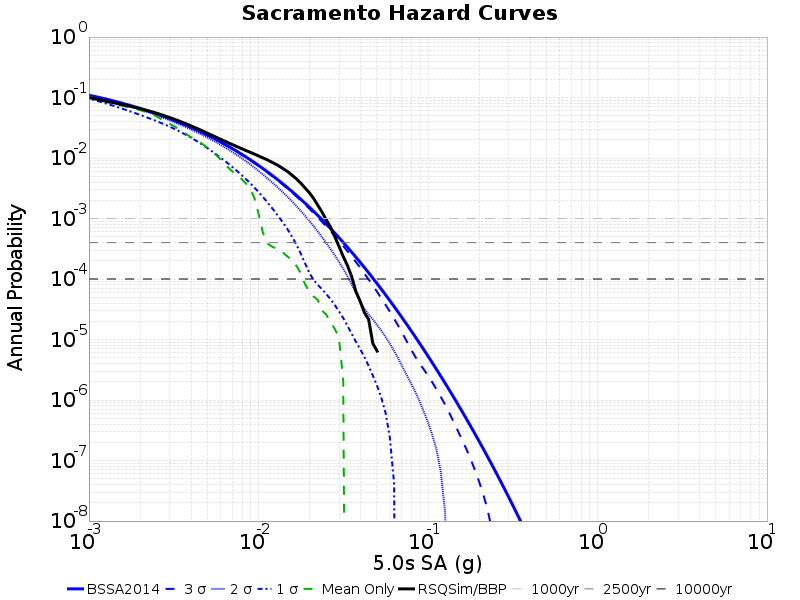 Sacramento Hazard Curves
Annual Probability
10^0
10^-1
10^-2
10^-3
10^-4
10^-5
10^-6
10^-7
10^-8
10^-3 10^-2 10^-1 10^0 10^1
5.0s SA (g)
BSSA2014 3 σ 2 σ 1 σ Mean Only RSQSim/BBP 1000yr 2500yr 10000yr